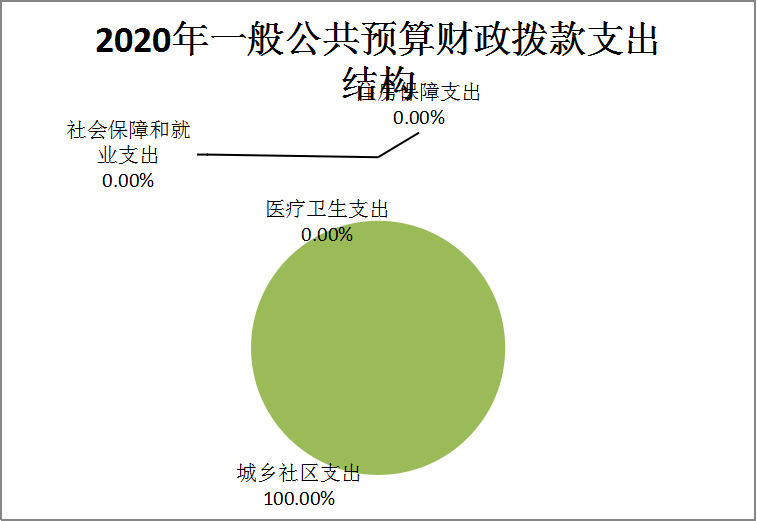 2020年一般公共预算财政拨款支出
结构
住房保障支出
0.00%
社会保障和就
业支出
0.00%
医疗卫生支出
0.00%
城乡社区支出
100.00%